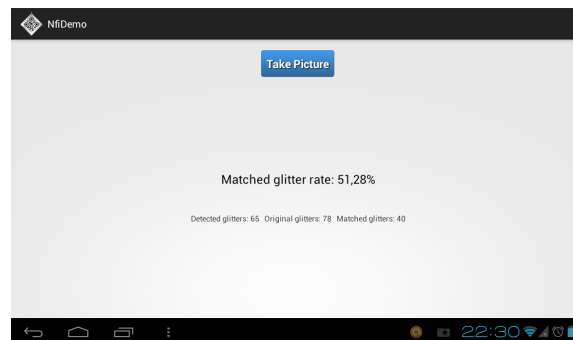 NfiDemo
Take Picture
Matched glitter rate: 51,28%
Detected glitters: 65 Original glitters: 78 Matched glitters: 40
22:30